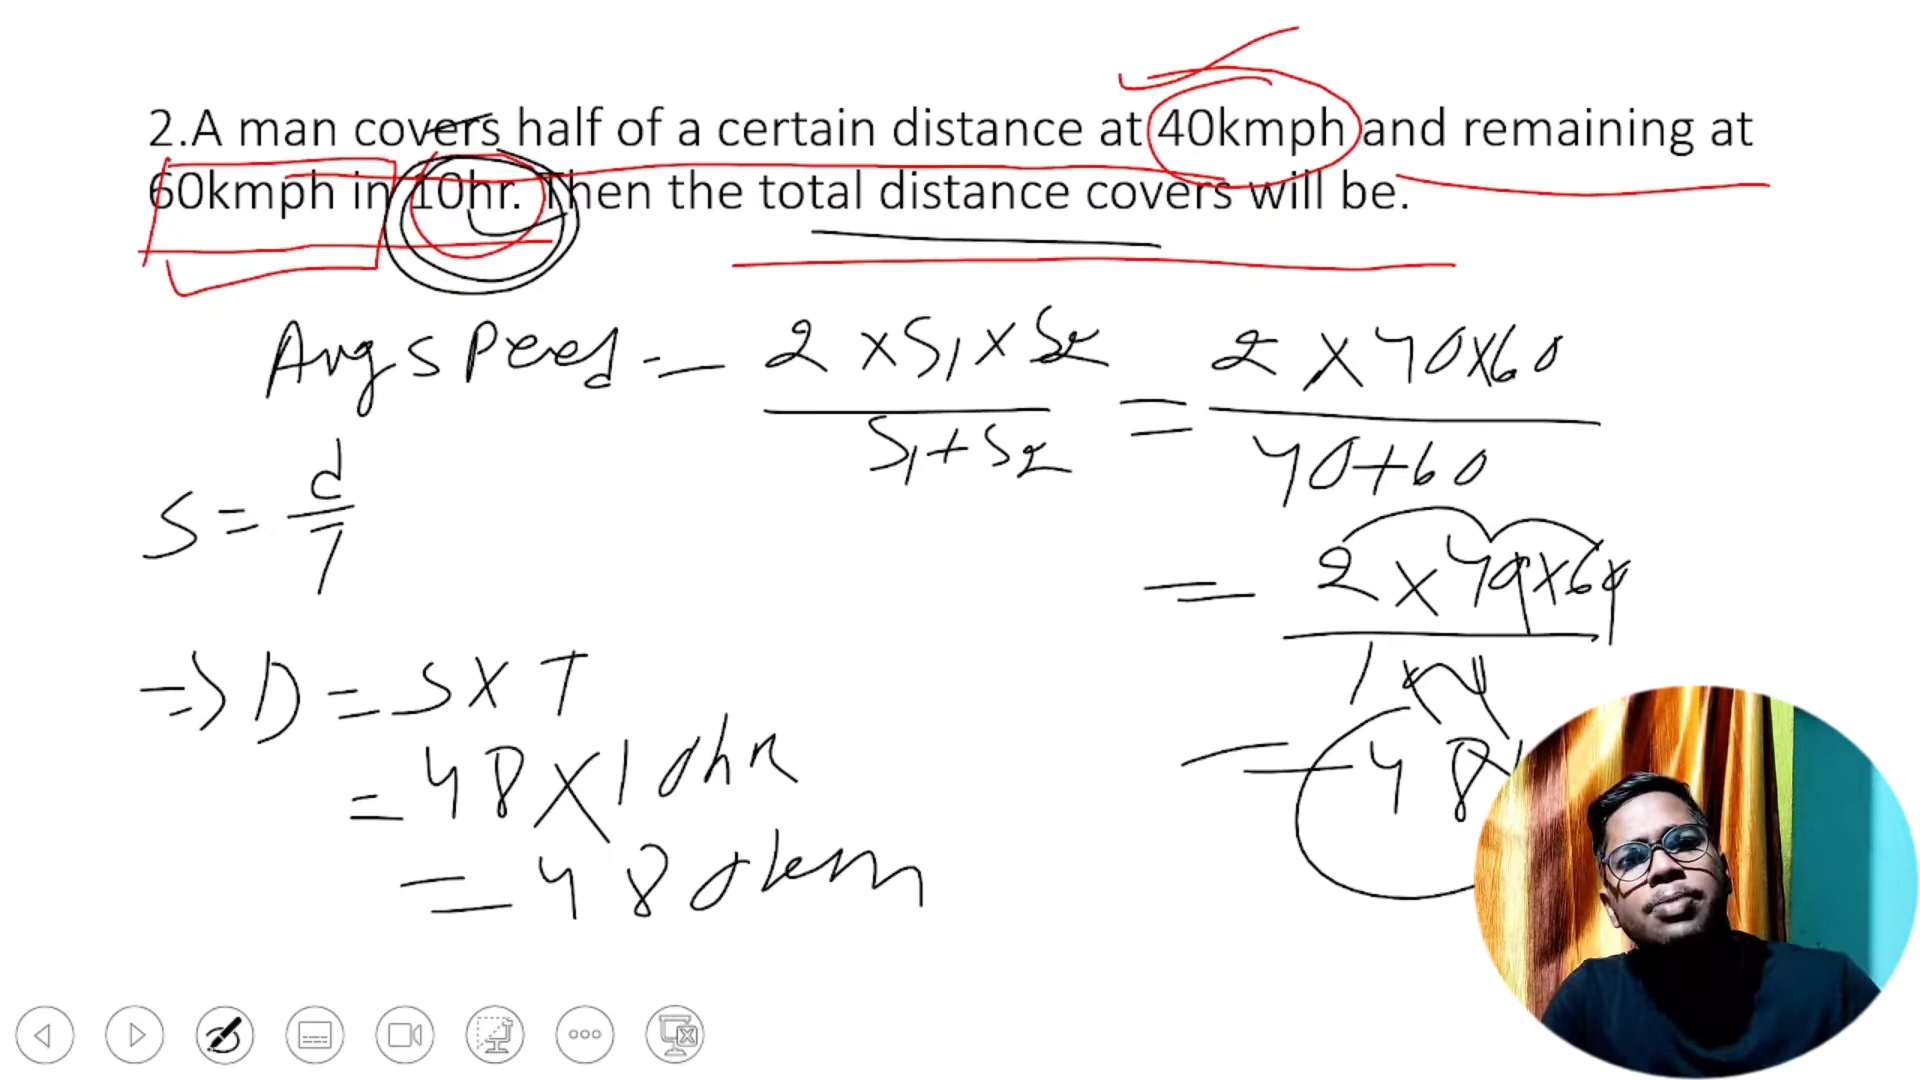 2.A man covers half of a certain distance at 40kmph and remaining at
60kmph in 10hr. Then the total distance covers will be.
Avg speed = 2 × S1 × S2 / S1 + S2 = 2 × 40 × 60 / 40 + 60
S = d / T
= 2 × 40 × 60 / 100
⇒ D = S × T
= 48 × 10hr
= 48
= 480km